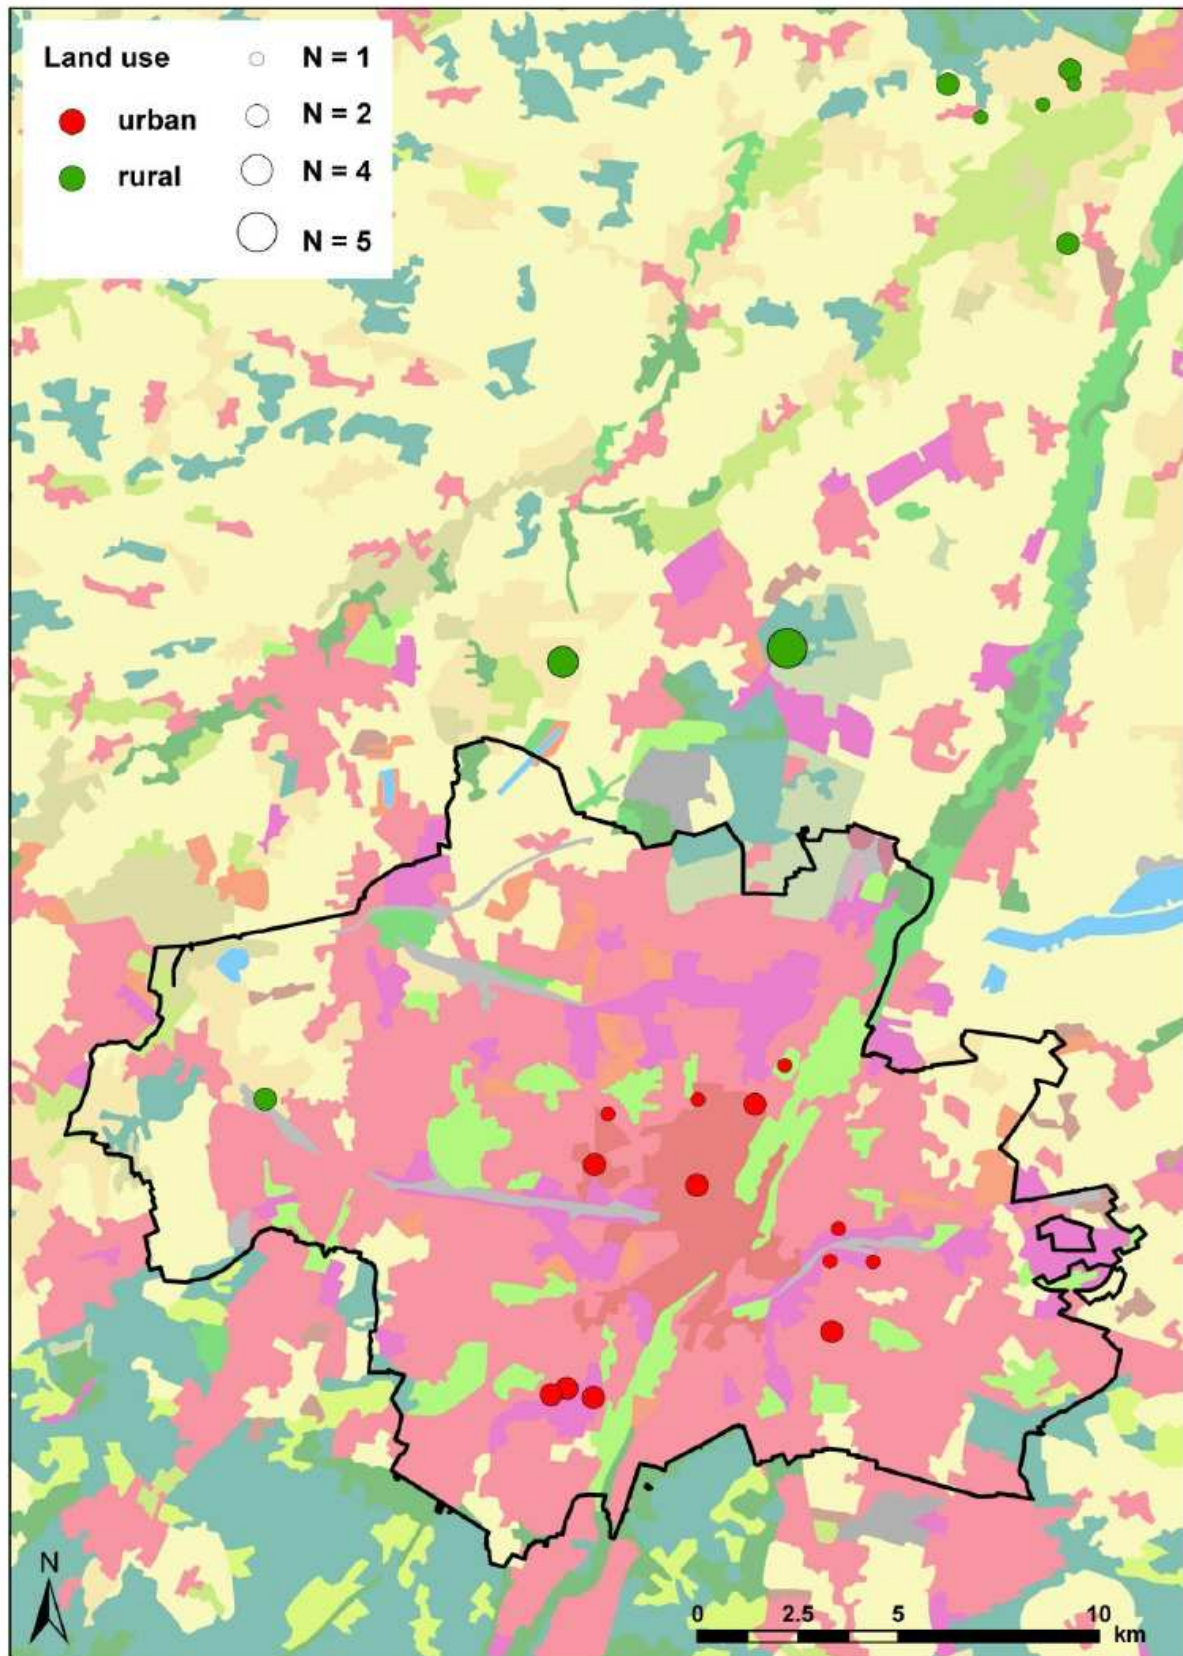 Land use
urban
rural
N = 1
N = 2
N = 4
N = 5
N
0 2.5 5 10
km